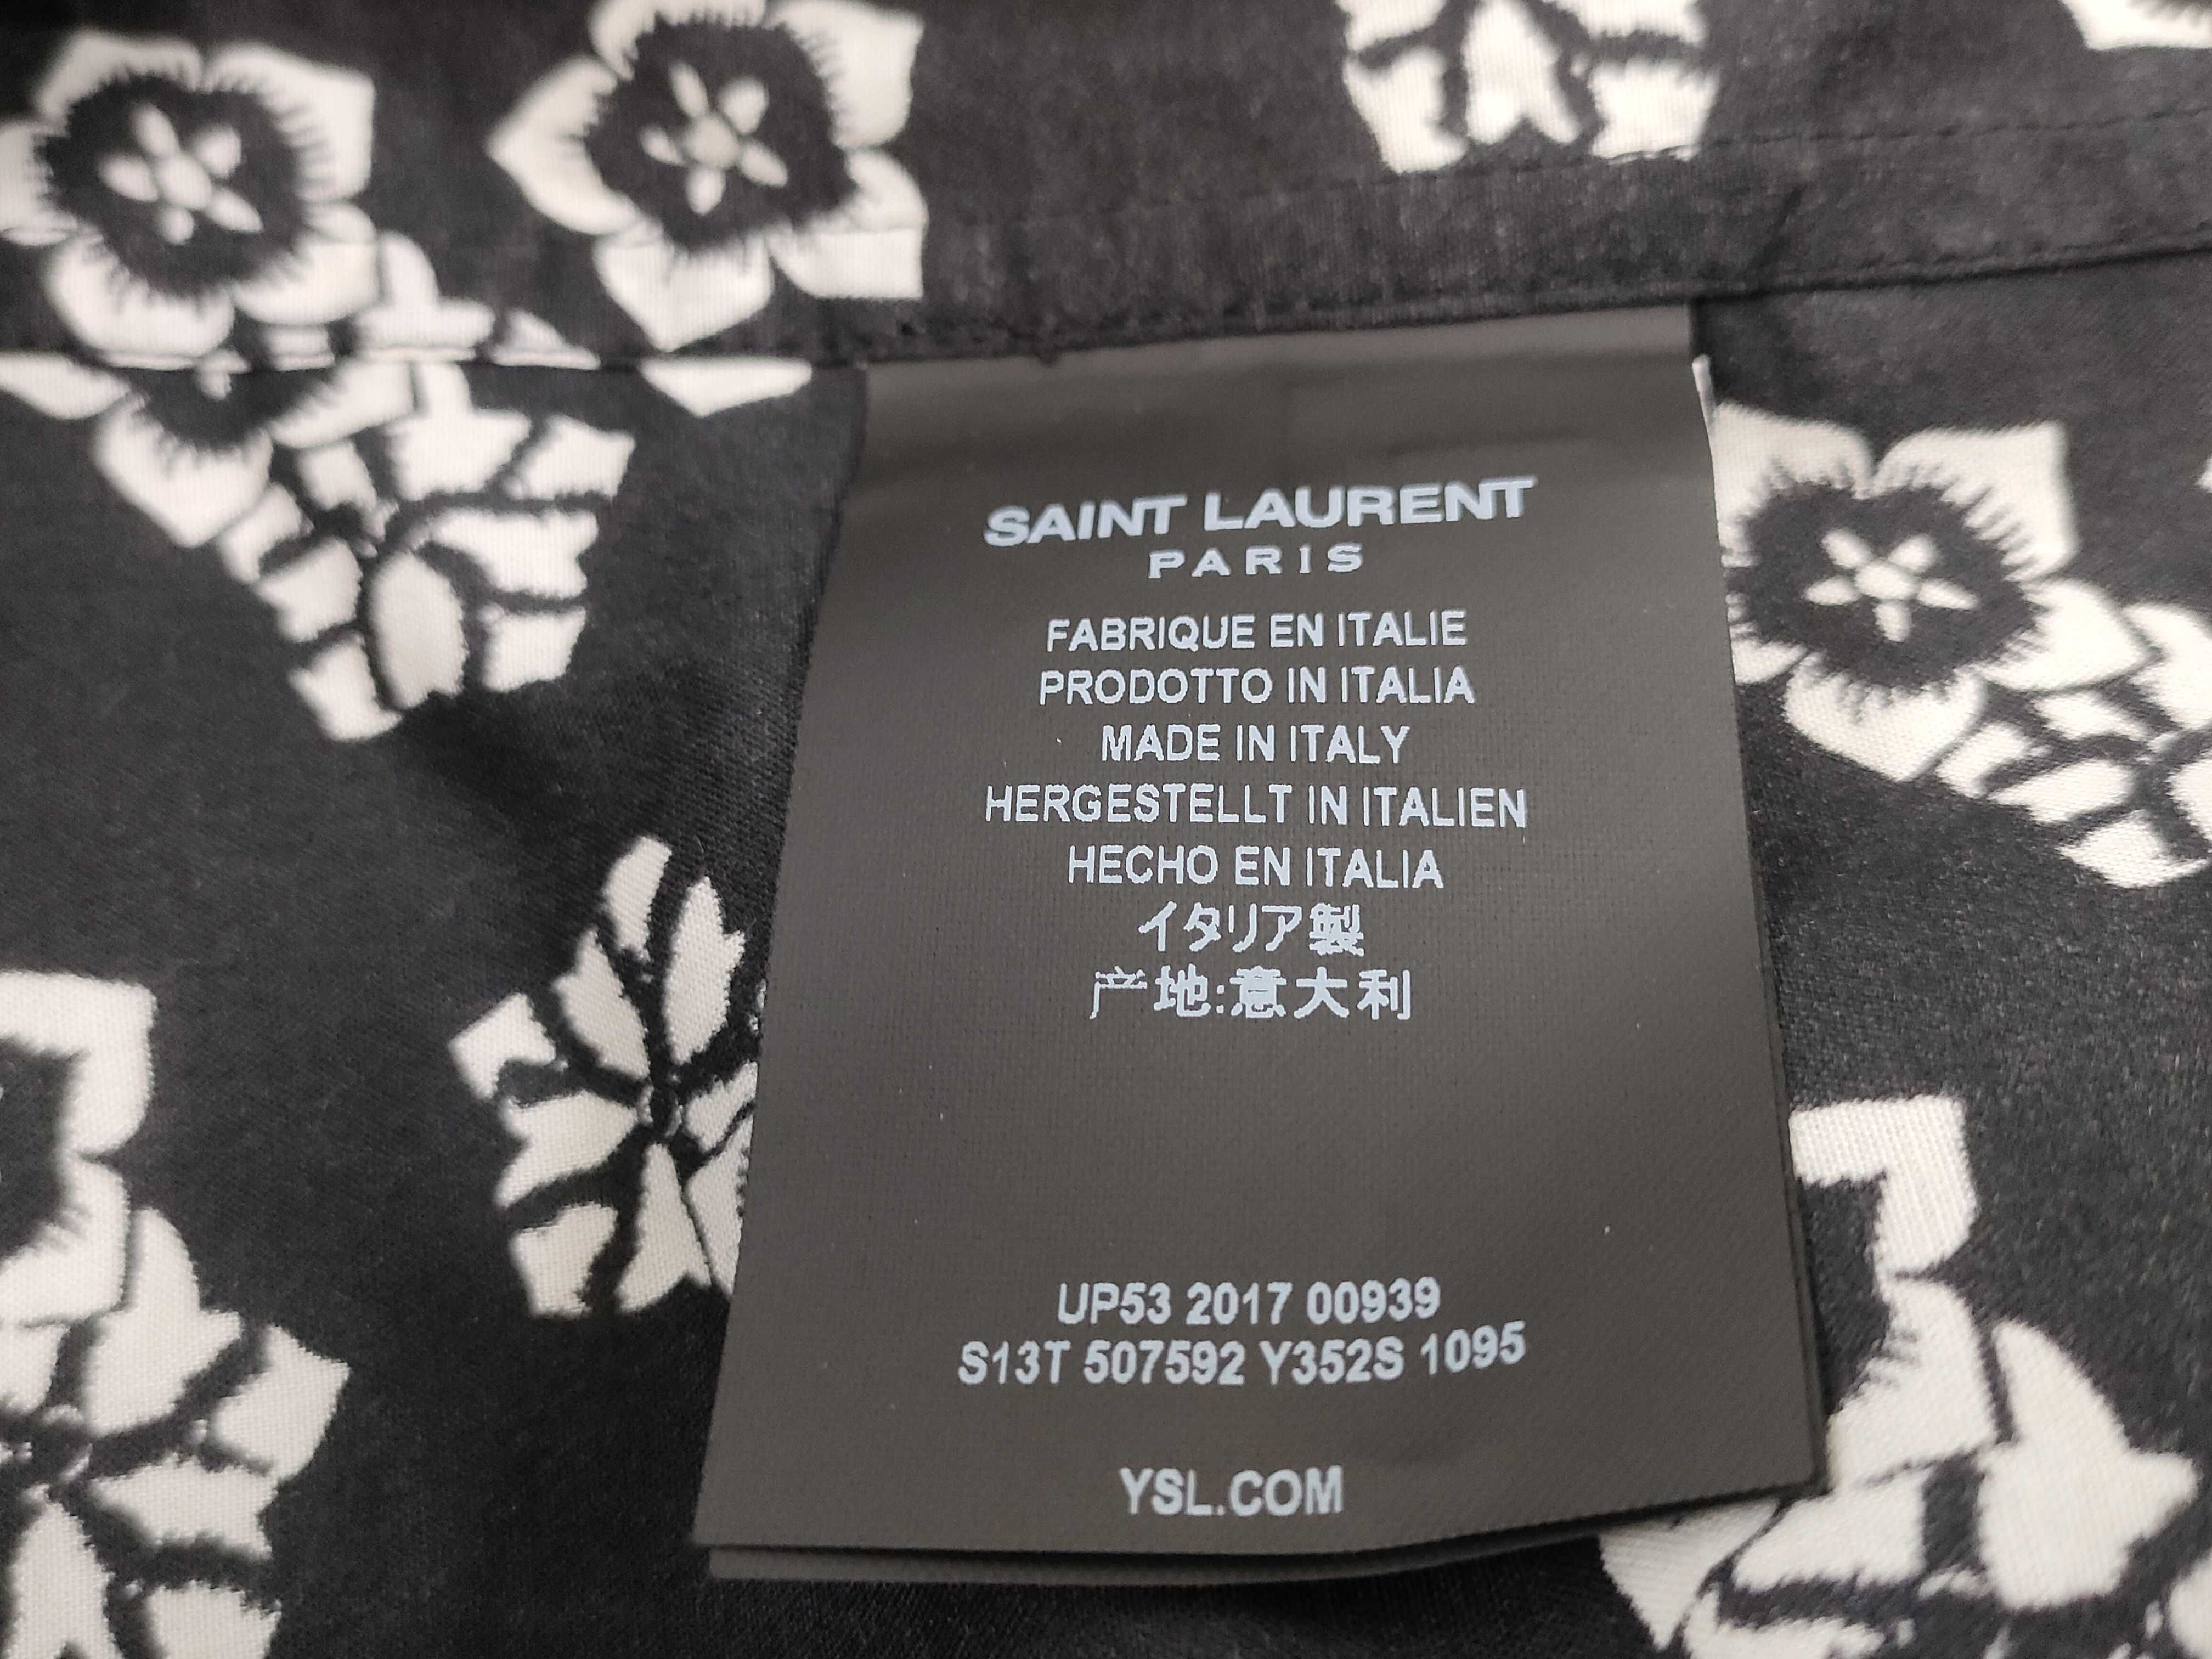 SAINT LAURENT
PARIS
FABRIQUE EN ITALIE
PRODOTTO IN ITALIA
MADE IN ITALY
HERGESTELLT IN ITALIEN
HECHO EN ITALIA
イタリア製
产地:意大利
UP53 2017 00939
S13T 507592 Y352S 1095
YSL.COM